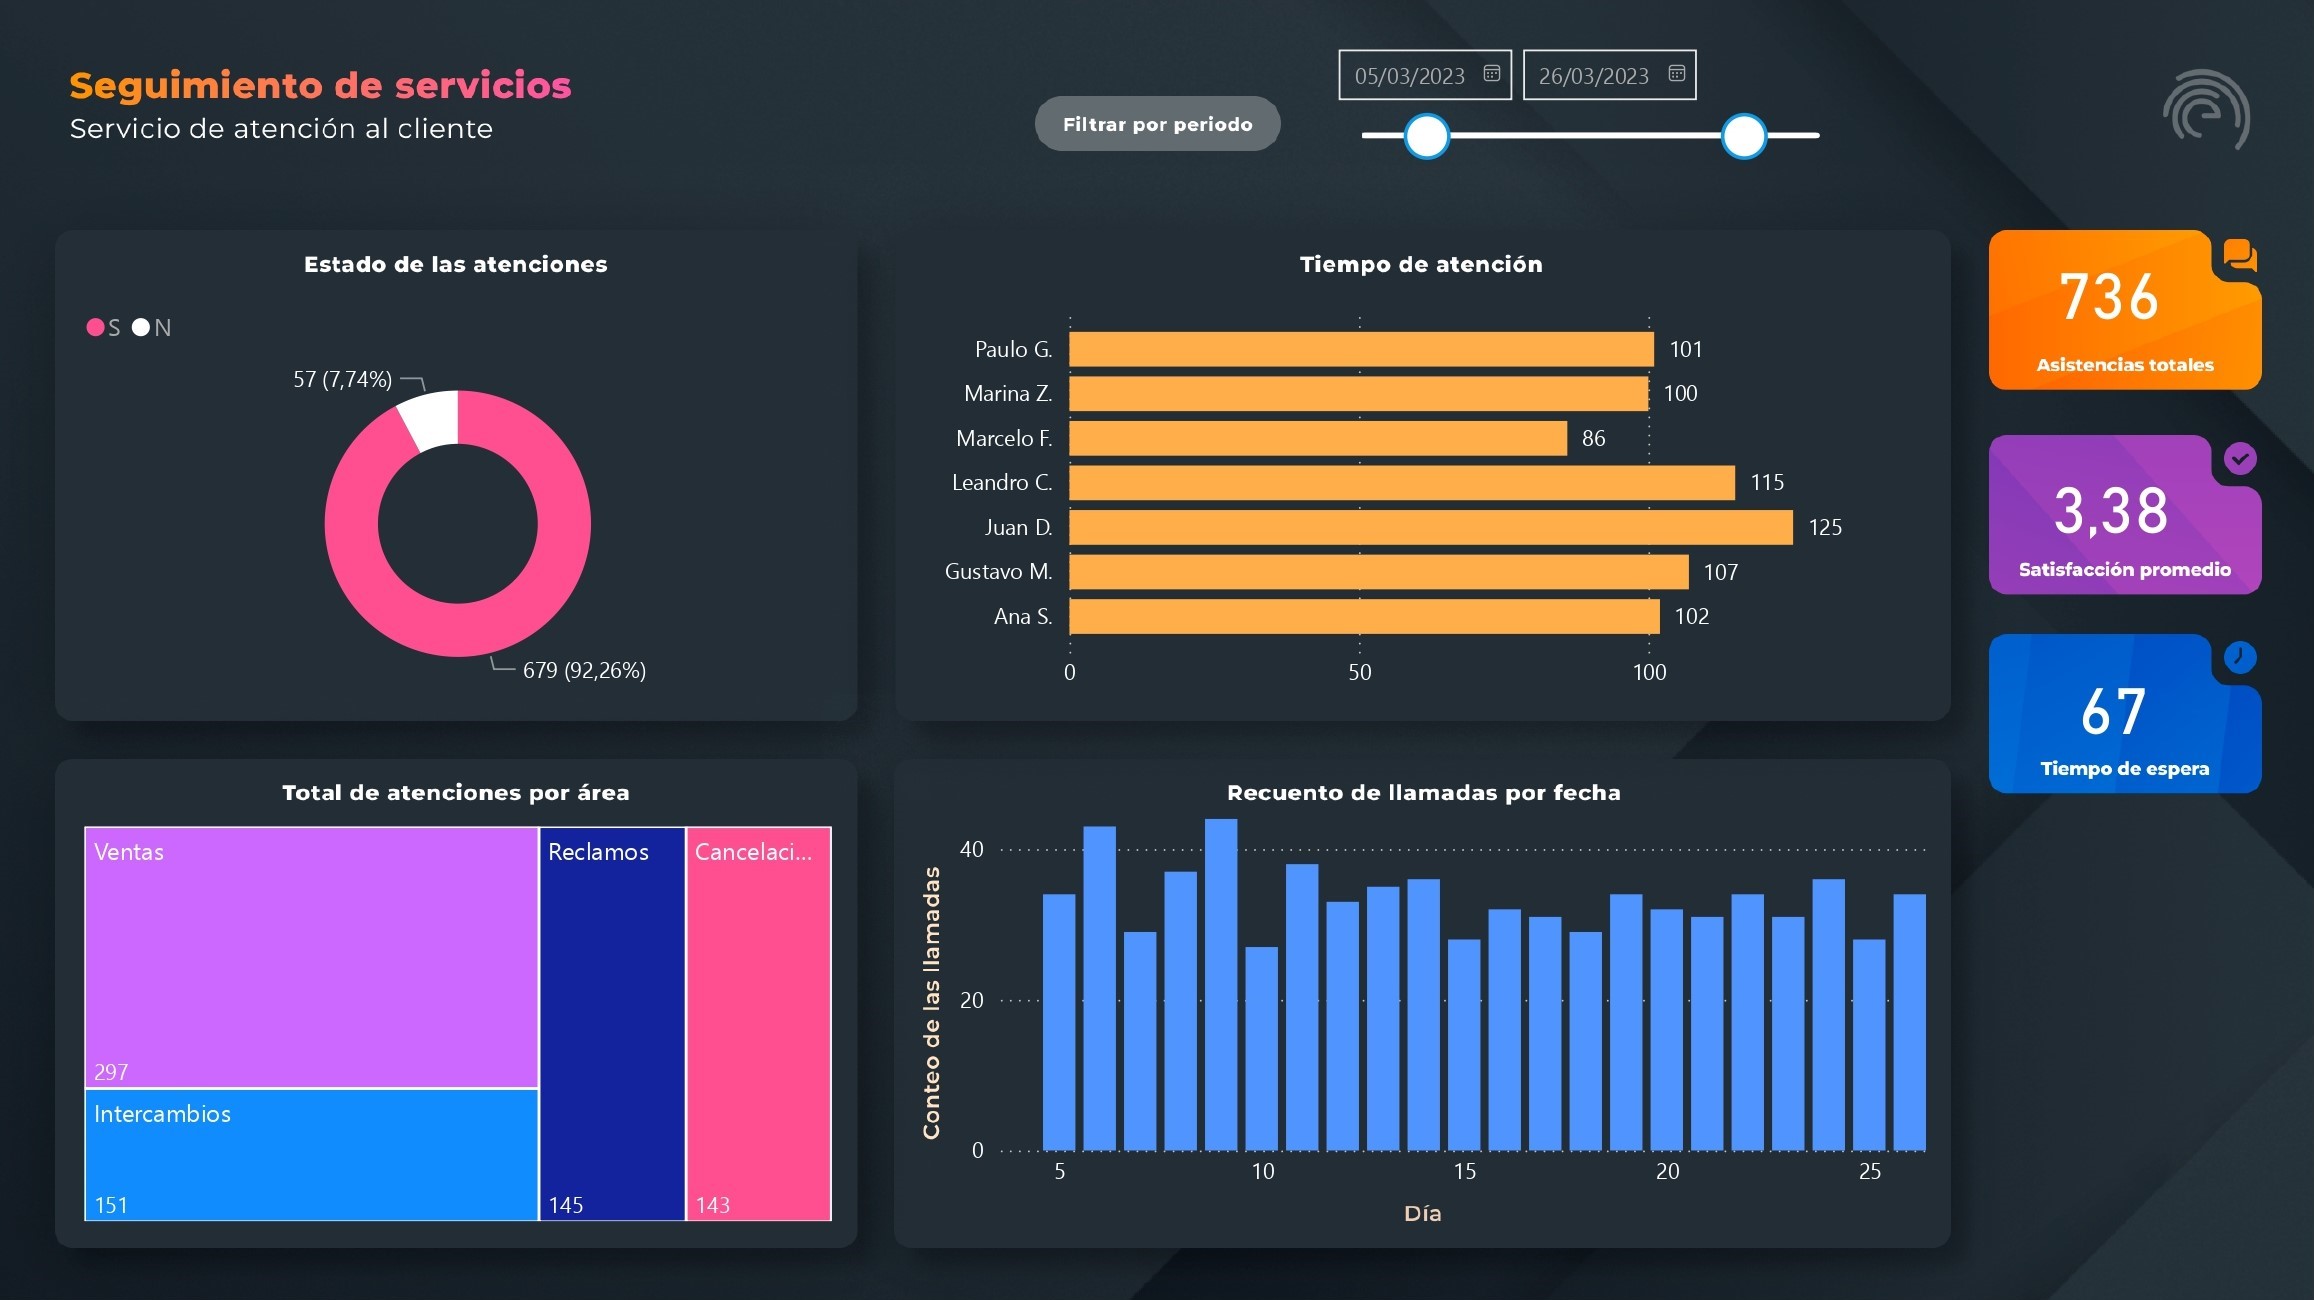 Seguimiento de servicios
Servicio de atención al cliente
Filtrar por periodo
05/03/2023
26/03/2023
Estado de las atenciones
S N
57 (7,74%)
679 (92,26%)
Tiempo de atención
Paulo G. 101
Marina Z. 100
Marcelo F. 86
Leandro C. 115
Juan D. 125
Gustavo M. 107
Ana S. 102
0 50 100
736
Asistencias totales
3,38
Satisfacción promedio
67
Tiempo de espera
Total de atenciones por área
Ventas
297
Intercambios
151
Reclamos
145
Cancelaci...
143
Recuento de llamadas por fecha
Conteo de las llamadas
40
20
0
5 10 15 20 25
Día